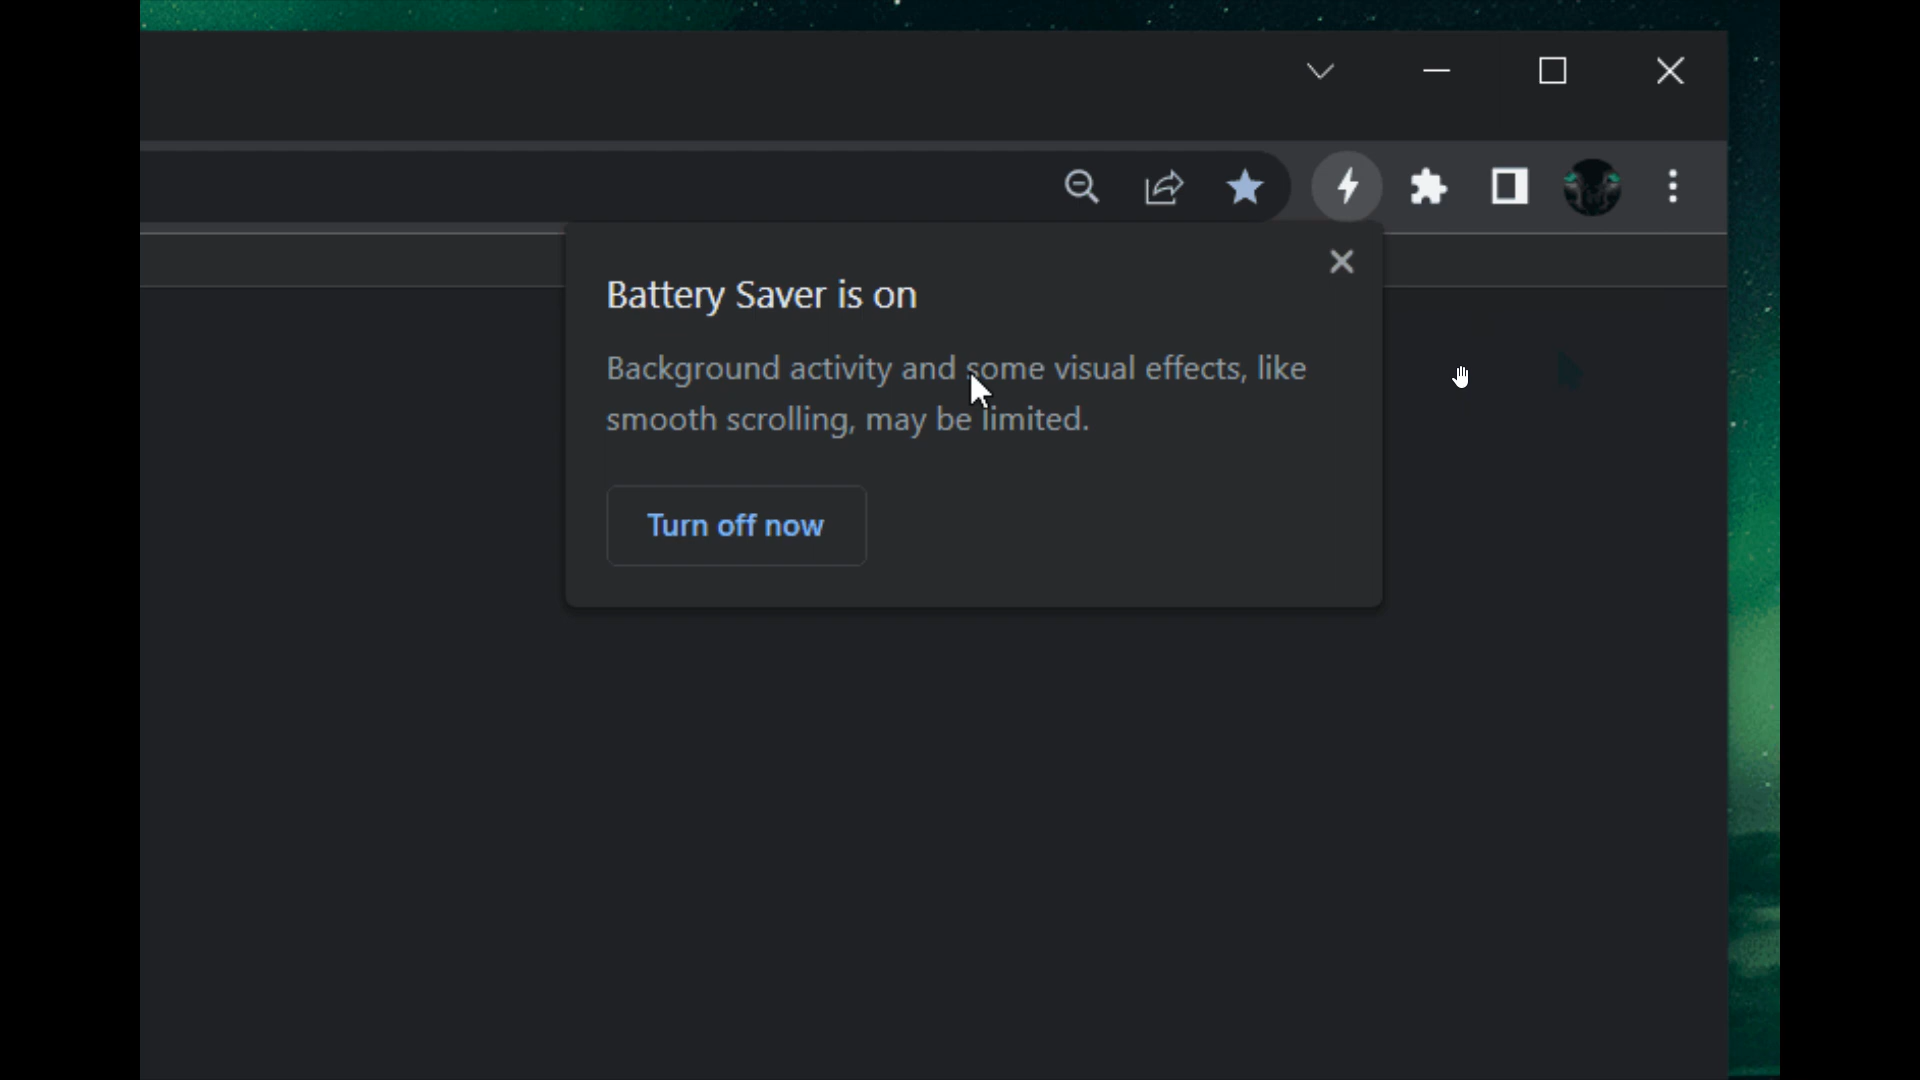 Battery Saver is on
Background activity and some visual effects, like
smooth scrolling, may be limited.
Turn off now